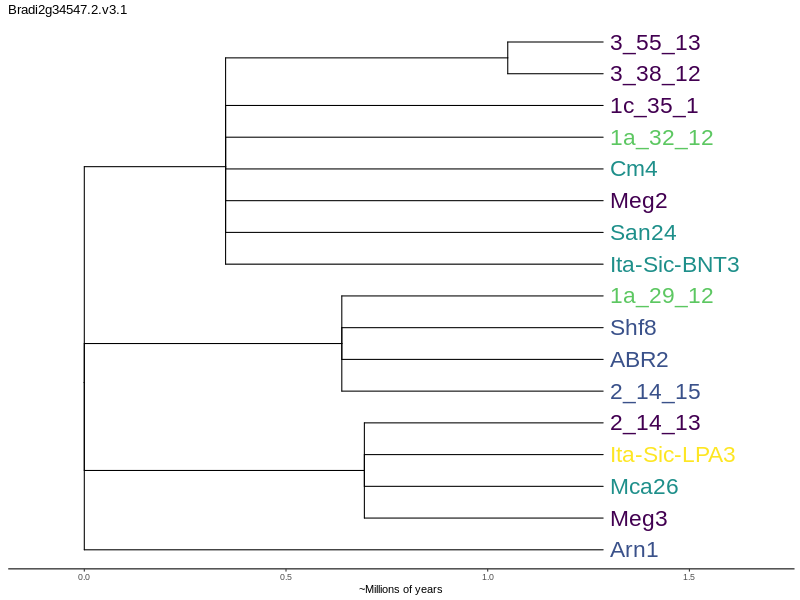 Bradi2g34547.2.v3.1
3_55_13
3_38_12
1c_35_1
1a_32_12
Cm4
Meg2
San24
Ita-Sic-BNT3
1a_29_12
Shf8
ABR2
2_14_15
2_14_13
Ita-Sic-LPA3
Mca26
Meg3
Arn1
0.0 0.5 1.0 1.5
~Millions of years